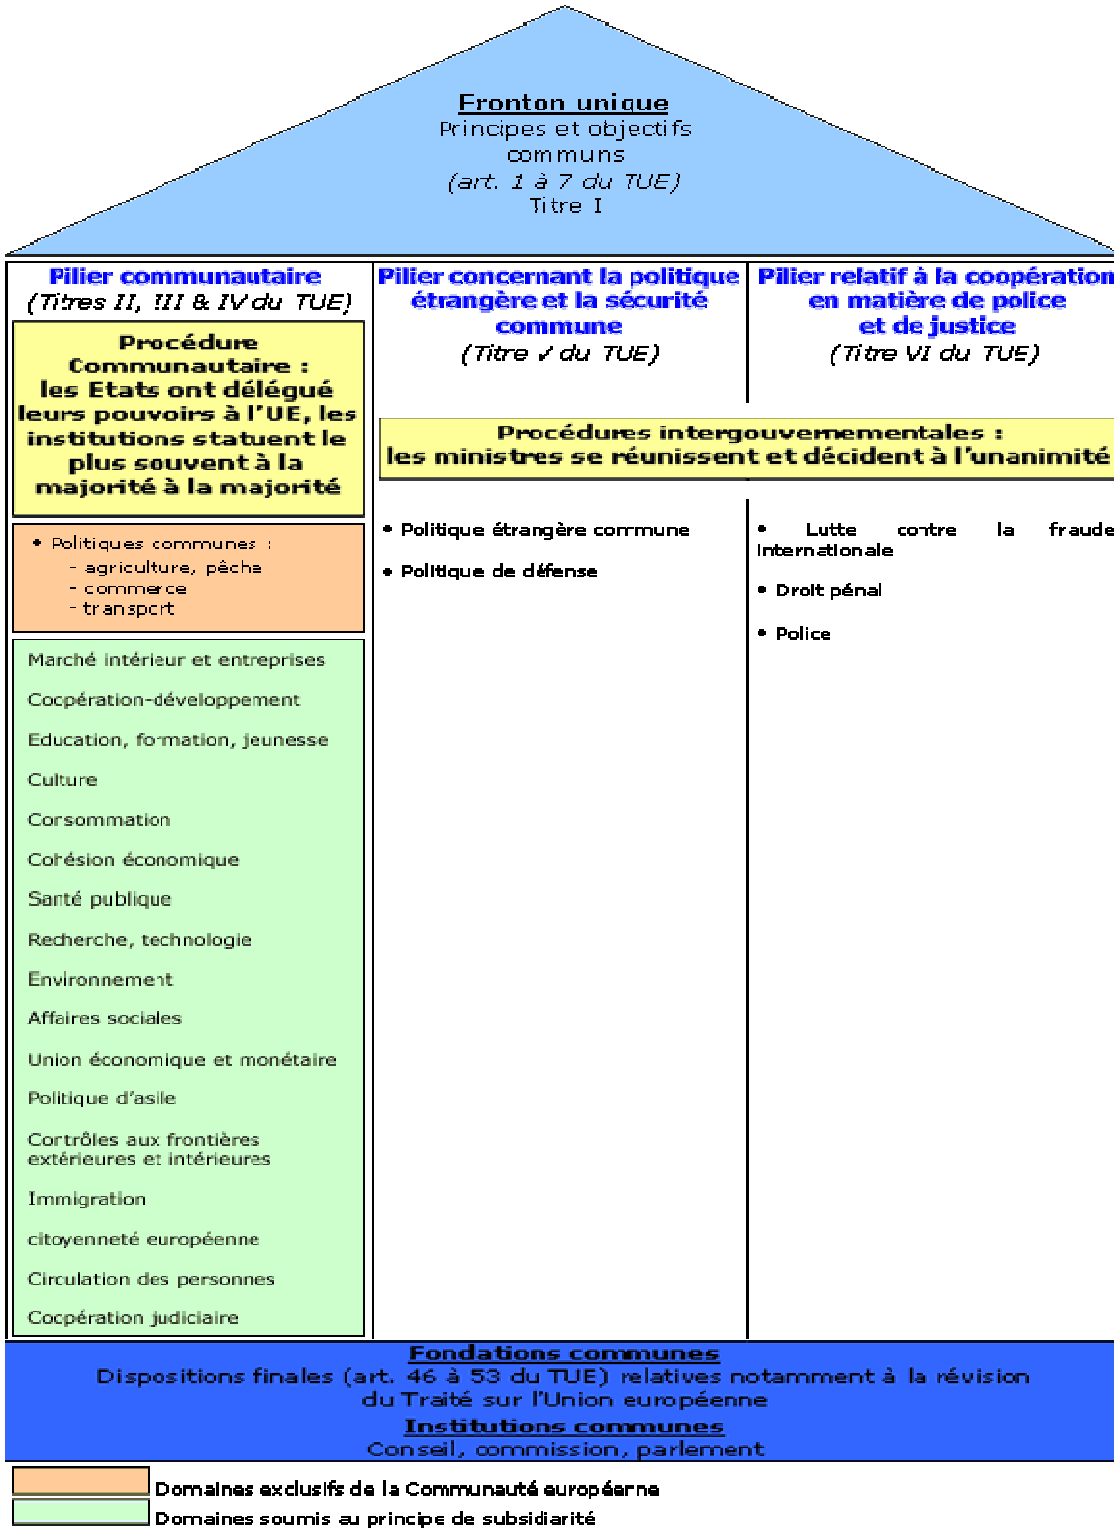 Fronton unique
Principes et objectifs
communs
(art. 1 à 7 du TUE)
Titre I
Pilier communautaire
(Titres II, III & IV du TUE)
Procédure
Communautaire :
les Etats ont délégué
leurs pouvoirs à l'UE, les
institutions statuent le
plus souvent à la
majorité à la majorité
• Politiques communes :
- agriculture, pêche
- commerce
- transport
Marché intérieur et entreprises
Coopération-développement
Education, formation, jeunesse
Culture
Consommation
Cohésion économique
Santé publique
Recherche, technologie
Environnement
Affaires sociales
Union économique et monétaire
Politique d'asile
Contrôles aux frontières
extérieures et intérieures
Immigration
citoyenneté européenne
Circulation des personnes
Coopération judiciaire
Pilier concernant la politique
étrangère et la sécurité
commune
(Titre V du TUE)
Pilier relatif à la coopération
en matière de police
et de justice
(Titre VI du TUE)
Procédures intergouvernementales :
les ministres se réunissent et décident à l'unanimité
• Politique étrangère commune
• Politique de défense
• Lutte contre la fraude
internationale
• Droit pénal
• Police
Fondations communes
Dispositions finales (art. 46 à 53 du TUE) relatives notamment à la révision
du Traité sur l'Union européenne
Institutions communes
Conseil, commission, parlement
Domaines exclusifs de la Communauté européenne
Domaines soumis au principe de subsidiarité